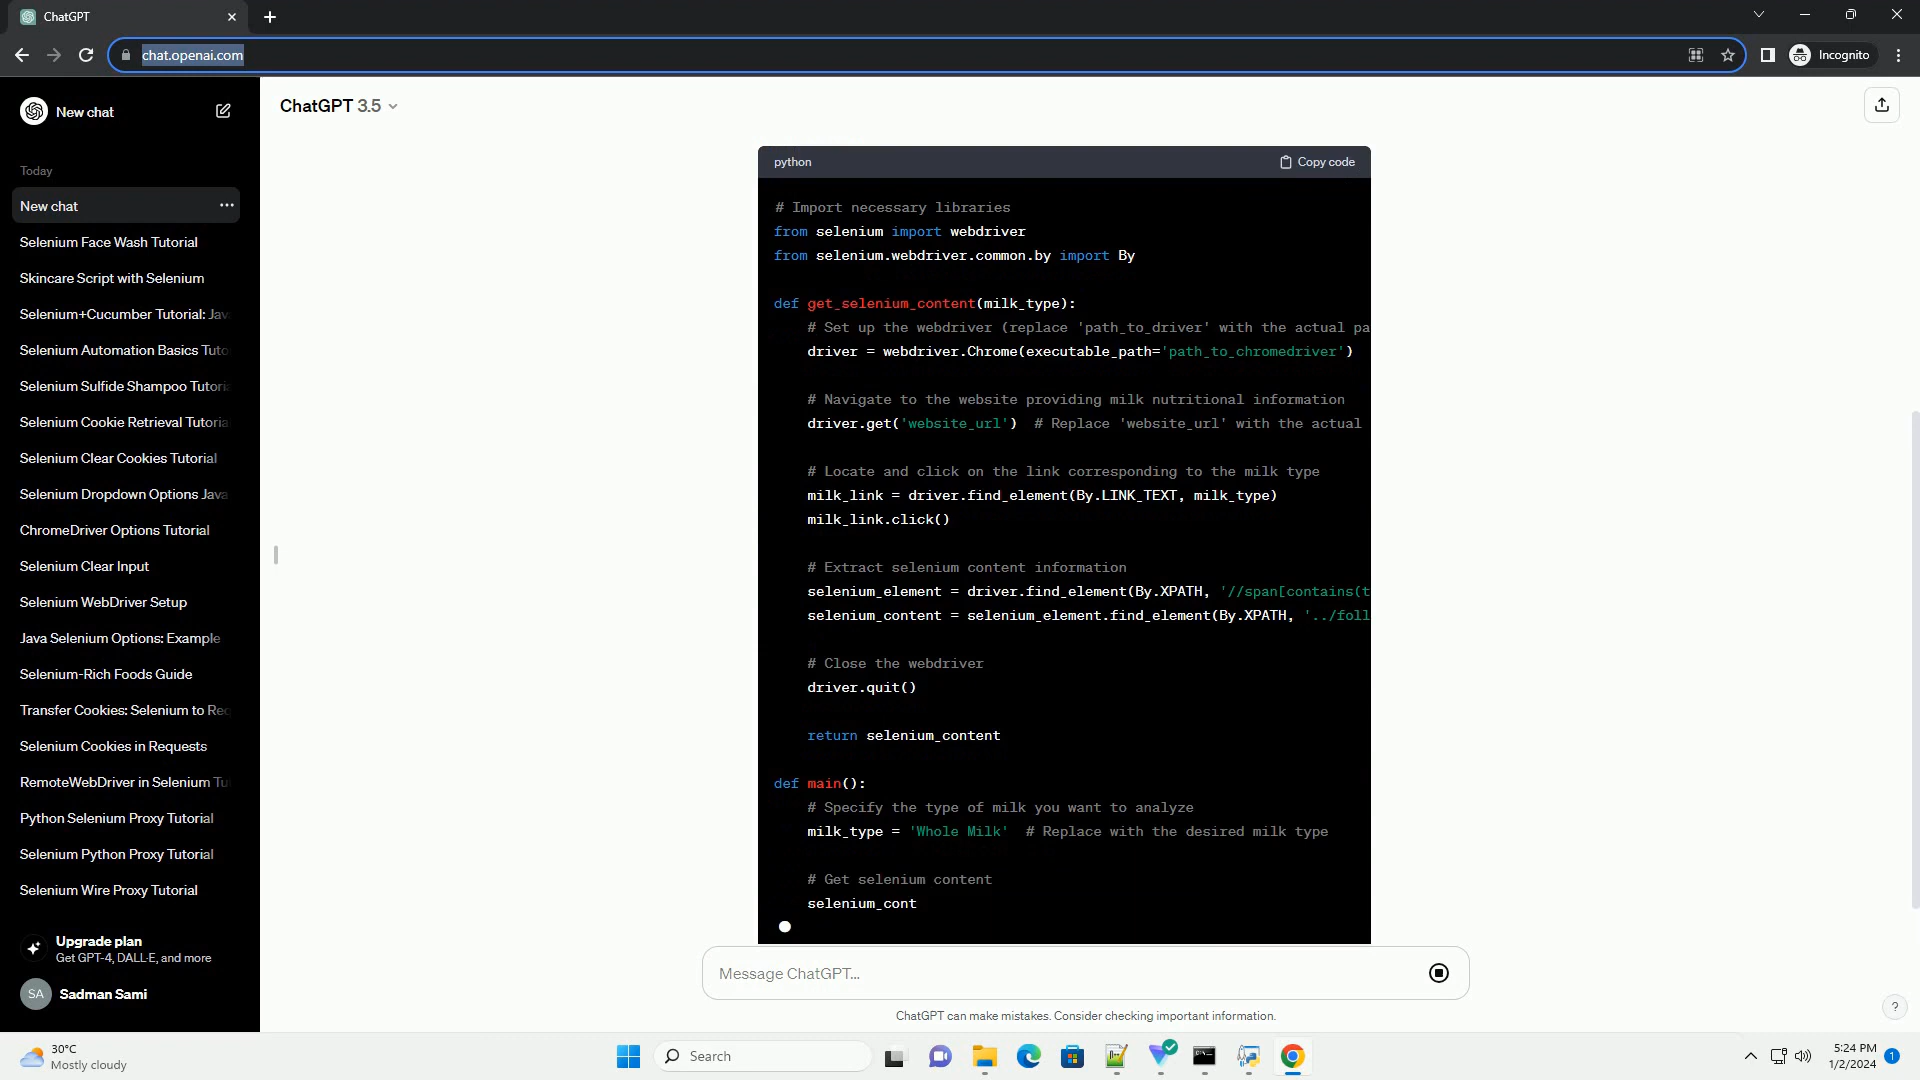 ChatGPT
chat.openai.com
Incognito
New chat
ChatGPT 3.5
Today
New chat
Selenium Face Wash Tutorial
Skincare Script with Selenium
Selenium+Cucumber Tutorial: Jav
Selenium Automation Basics Tuto
Selenium Sulfide Shampoo Tutori
Selenium Cookie Retrieval Tutoria
Selenium Clear Cookies Tutorial
Selenium Dropdown Options Java
ChromeDriver Options Tutorial
Selenium Clear Input
Selenium WebDriver Setup
Java Selenium Options: Example
Selenium-Rich Foods Guide
Transfer Cookies: Selenium to Req
Selenium Cookies in Requests
RemoteWebDriver in Selenium Tu
Python Selenium Proxy Tutorial
Selenium Python Proxy Tutorial
Selenium Wire Proxy Tutorial
Upgrade plan
Get GPT-4, DALL·E, and more
SA Sadman Sami
python Copy code
# Import necessary libraries
from selenium import webdriver
from selenium.webdriver.common.by import By
def get_selenium_content(milk_type):
# Set up the webdriver (replace 'path_to_driver' with the actual pa
driver = webdriver.Chrome(executable_path='path_to_chromedriver')
# Navigate to the website providing milk nutritional information
driver.get('website_url') # Replace 'website_url' with the actual
# Locate and click on the link corresponding to the milk type
milk_link = driver.find_element(By.LINK_TEXT, milk_type)
milk_link.click()
# Extract selenium content information
selenium_element = driver.find_element(By.XPATH, '//span[contains(t
selenium_content = selenium_element.find_element(By.XPATH, '../foll
# Close the webdriver
driver.quit()
return selenium_content
def main():
# Specify the type of milk you want to analyze
milk_type = 'Whole Milk' # Replace with the desired milk type
# Get selenium content
selenium_cont
Message ChatGPT...
ChatGPT can make mistakes. Consider checking important information.
?
30°C
Mostly cloudy
Search
5:24 PM
1/2/2024
1